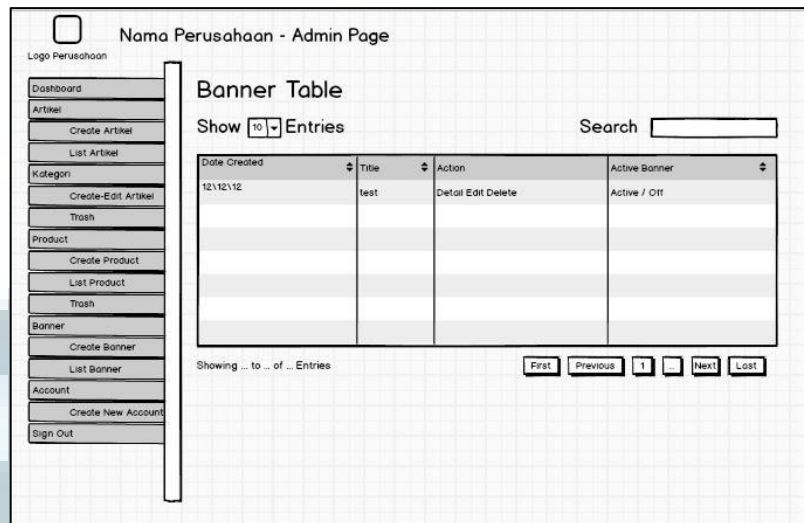 Nama Perusahaan - Admin Page
Logo Perusahaan
Dashboard
Artikel
Create Artikel
List Artikel
Kategori
Create-Edit Artikel
Trash
Product
Create Product
List Product
Trash
Banner
Create Banner
List Banner
Account
Create New Account
Sign Out
Banner Table
Show 10 Entries
Search
Date Created Title Action Active Banner
12\12\12 test Detail Edit Delete Active / Off
Showing ... to ... of ... Entries
First Previous 1 ... Next Last